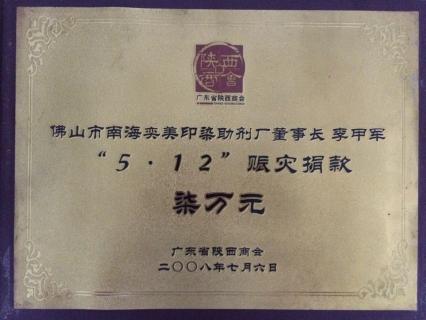 陕西商会
广东省陕西商会
佛山市南海奕美印染助剂厂董事长 李甲军
“5·12”赈灾捐款
柒万元
广东省陕西商会
二〇〇八年七月六日